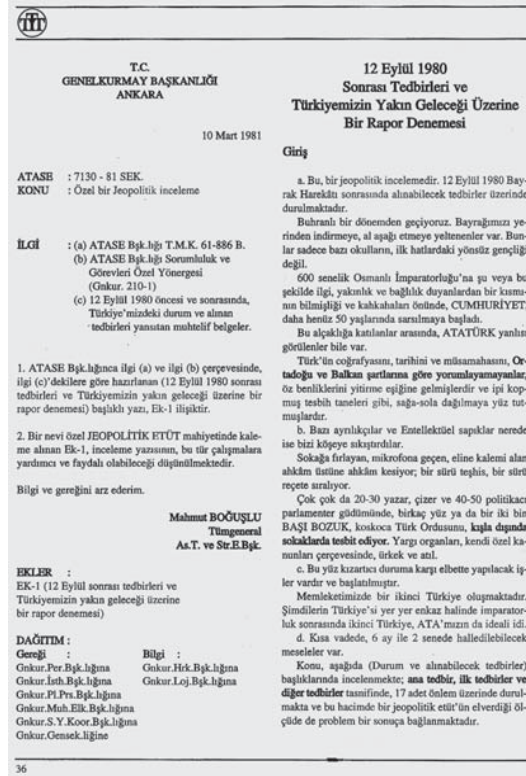 T.C.
GENELKURMAY BAŞKANLIĞI
ANKARA
10 Mart 1981
ATASE : 7130 - 81 SEK.
KONU : Özel bir Jeopolitik inceleme
İLGİ : (a) ATASE Bşk.lığı T.M.K. 61-886 B.
(b) ATASE Bşk.lığı Sorumluluk ve
Görevleri Özel Yönergesi
(Gnkur. 210-1)
(c) 12 Eylül 1980 öncesi ve sonrasında,
Türkiye'mizdeki durum ve alınan
tedbirleri yansıtan muhtelif belgeler.
1. ATASE Bşk.lığınca ilgi (a) ve ilgi (b) çerçevesinde,
ilgi (c)'dekilere göre hazırlanan (12 Eylül 1980 sonrası
tedbirleri ve Türkiyemizin yakın geleceği üzerine bir
rapor denemesi) başlıklı yazı, Ek-1 ilişiktir.
2. Bir nevi özel JEOPOLİTİK ETÜT mahiyetinde kale-
me alınan Ek-1, inceleme yazısının, bu tür çalışmalara
yardımcı ve faydalı olabileceği düşünülmektedir.
Bilgi ve gereğini arz ederim.
Mahmut BOĞUŞLU
Tümgeneral
As.T. ve Str.E.Bşk.
EKLER :
EK-1 (12 Eylül sonrası tedbirleri ve
Türkiyemizin yakın geleceği üzerine
bir rapor denemesi)
DAĞITIM :
Gereği : Bilgi :
Gnkur.Per.Bşk.lığına Gnkur.Hrk.Bşk.lığına
Gnkur.İsth.Bşk.lığına Gnkur.Loj.Bşk.lığına
Gnkur.Pl.Prs.Bşk.lığına
Gnkur.Muh.Elk.Bşk.lığına
Gnkur.S.Y.Koor.Bşk.lığına
Gnkur.Gensek.liğine
12 Eylül 1980
Sonrası Tedbirleri ve
Türkiyemizin Yakın Geleceği Üzerine
Bir Rapor Denemesi
Giriş
a. Bu, bir jeopolitik incelemedir. 12 Eylül 1980 Bay-
rak Harekâtı sonrasında alınabilecek tedbirler üzerinde
durulmaktadır.
Buhranlı bir dönemden geçiyoruz. Bayrağımızı ye-
rinden indirmeye, al aşağı etmeye yeltenenler var. Bun-
lar sadece bazı okulların, ilk hatlardaki yönsüz gençliği
değil.
600 senelik Osmanlı İmparatorluğu'na şu veya bu
şekilde ilgi, yakınlık ve bağlılık duyanlardan bir kısmı-
nın bilmişliği ve kahkahaları önünde, CUMHURİYET,
daha henüz 50 yaşlarında sarsılmaya başladı.
Bu alçaklığa katılanlar arasında, ATATÜRK yanlısı
görülenler bile var.
Türk'ün coğrafyasını, tarihini ve müsamahasını, Or-
tadoğu ve Balkan şartlarına göre yorumlayamayanlar,
öz benliklerini yitirme eşiğine gelmişlerdir ve ipi kop-
muş tesbih taneleri gibi, sağa-sola dağılmaya yüz tut-
muşlardır.
b. Bazı ayrılıkçılar ve Entellektüel sapıklar nerede
ise bizi köşeye sıkıştırdılar.
Sokağa fırlayan, mikrofona geçen, eline kalemi alan
ahkâm üstüne ahkâm kesiyor; bir sürü teşhis, bir sürü
reçete sıralıyor.
Çok çok da 20-30 yazar, çizer ve 40-50 politikacı
parlamenter güdümünde, birkaç yüz ya da bir iki bin
BAŞI BOZUK, koskoca Türk Ordusunu, kışla dışında
sokaklarda tesbit ediyor. Yargı organları, kendi özel ka-
nunları çerçevesinde, ürkek ve atıl.
c. Bu yüz kızartıcı duruma karşı elbette yapılacak iş-
ler vardır ve başlatılmıştır.
Memleketimizde bir ikinci Türkiye oluşmaktadır.
Şimdilerin Türkiye'si yer yer enkaz halinde imparator-
luk sonrasında ikinci Türkiye, ATA'mızın da ideali idi.
d. Kısa vadede, 6 ay ile 2 senede halledilebilecek
meseleler var.
Konu, aşağıda (Durum ve alınabilecek tedbirler)
başlıklarında incelenmekte; ana tedbir, ilk tedbirler ve
diğer tedbirler tasnifinde, 17 adet önlem üzerinde durul-
makta ve bu hacimde bir jeopolitik etüt'ün elverdiği öl-
çüde de problem bir sonuça bağlanmaktadır.
36